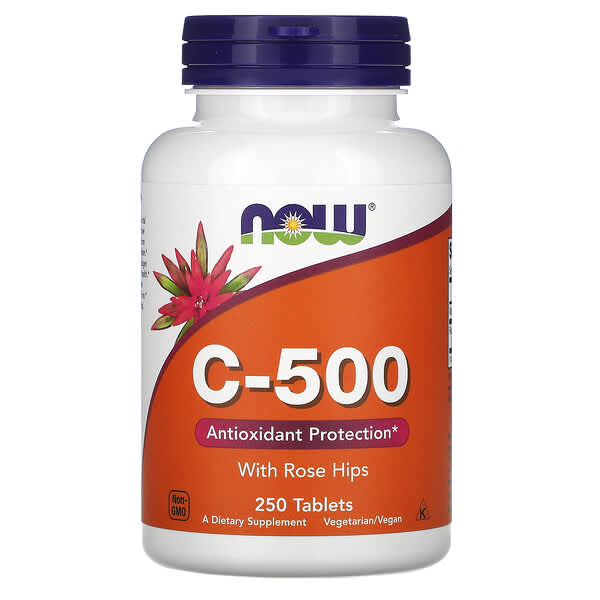 NOW®
C-500
Antioxidant Protection*
With Rose Hips
250 Tablets
Non-
GMO
A Dietary Supplement
Vegetarian/Vegan
K